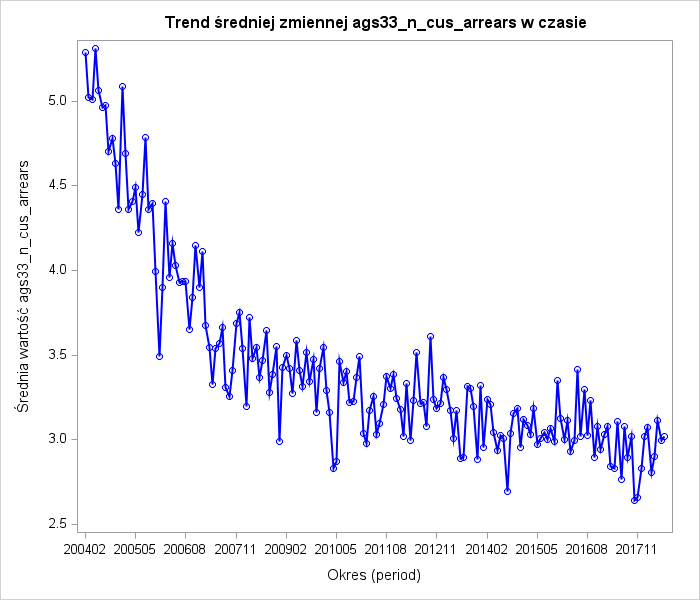 Trend średniej zmiennej ags33_n_cus_arrears w czasie
Średnia wartość ags33_n_cus_arrears
5.0
4.5
4.0
3.5
3.0
2.5
200402 200505 200608 200711 200902 201005 201108 201211 201402 201505 201608 201711
Okres (period)